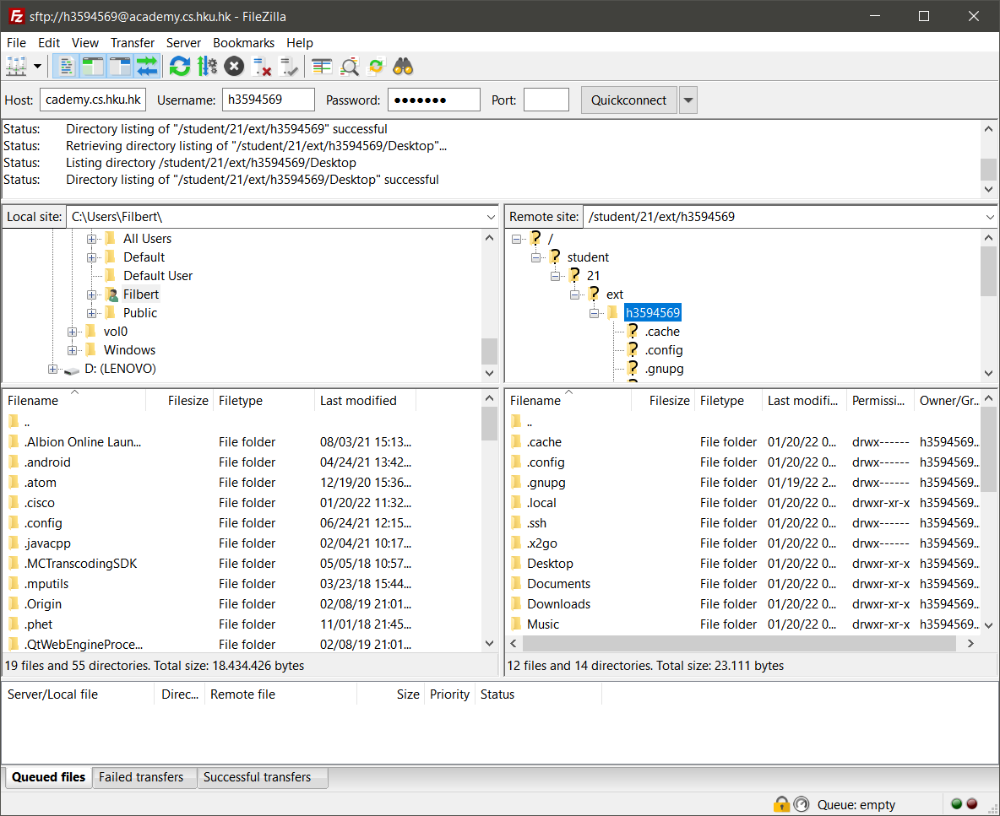 sftp://h3594569@academy.cs.hku.hk - FileZilla
File Edit View Transfer Server Bookmarks Help
Host: cademy.cs.hku.hk Username: h3594569 Password: ●●●●●●● Port: Quickconnect
Status: Directory listing of "/student/21/ext/h3594569" successful
Status: Retrieving directory listing of "/student/21/ext/h3594569/Desktop"...
Status: Listing directory /student/21/ext/h3594569/Desktop
Status: Directory listing of "/student/21/ext/h3594569/Desktop" successful
Local site: C:\Users\Filbert\
All Users
Default
Default User
Filbert
Public
vol0
Windows
D: (LENOVO)
Remote site: /student/21/ext/h3594569
/
student
21
ext
h3594569
.cache
.config
.gnupg
Filename Filesize Filetype Last modified
..
.Albion Online Laun... File folder 08/03/21 15:13...
.android File folder 04/24/21 13:42...
.atom File folder 12/19/20 15:36...
.cisco File folder 01/20/22 11:32...
.config File folder 06/24/21 12:15...
.javacpp File folder 02/04/21 10:17...
.MCTranscodingSDK File folder 05/05/18 10:57...
.mputils File folder 03/23/18 15:44...
.Origin File folder 02/08/19 21:01...
.phet File folder 11/01/18 21:45...
.QtWebEngineProce... File folder 02/08/19 21:01...
19 files and 55 directories. Total size: 18.434.426 bytes
Filename Filesize Filetype Last modifi... Permissi... Owner/Gr...
..
.cache File folder 01/20/22 0... drwx------ h3594569...
.config File folder 01/20/22 0... drwx------ h3594569...
.gnupg File folder 01/19/22 2... drwx------ h3594569...
.local File folder 01/20/22 0... drwxr-xr-x h3594569...
.ssh File folder 01/20/22 0... drwx------ h3594569...
.x2go File folder 01/20/22 0... drwx------ h3594569...
Desktop File folder 01/20/22 0... drwxr-xr-x h3594569...
Documents File folder 01/20/22 0... drwxr-xr-x h3594569...
Downloads File folder 01/20/22 0... drwxr-xr-x h3594569...
Music File folder 01/20/22 0... drwxr-xr-x h3594569...
12 files and 14 directories. Total size: 23.111 bytes
Server/Local file Direc... Remote file Size Priority Status
Queued files Failed transfers Successful transfers
Queue: empty